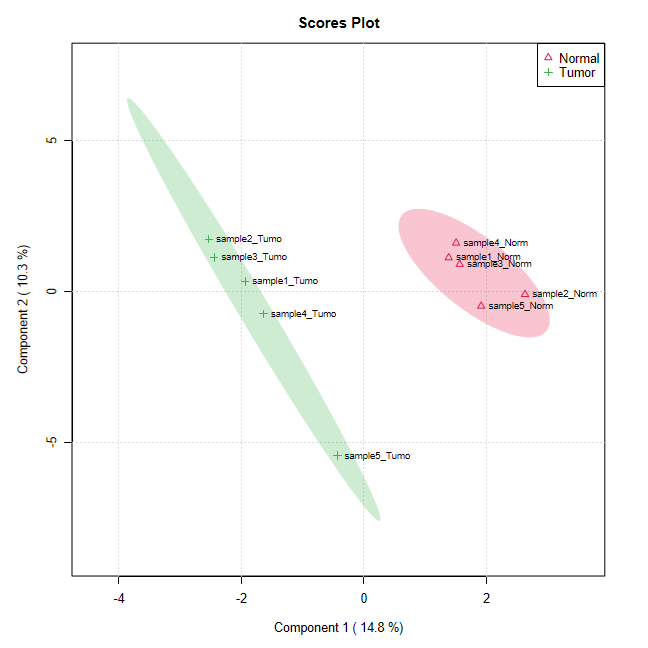 Scores Plot
Normal
Tumor
5
sample2_Tumo
sample4_Norm
sample3_Tumo
sample1_Norm
sample3_Norm
Component 2 ( 10.3 %)
0
sample1_Tumo
sample2_Norm
sample5_Norm
sample4_Tumo
-5
sample5_Tumo
-4 -2 0 2
Component 1 ( 14.8 %)